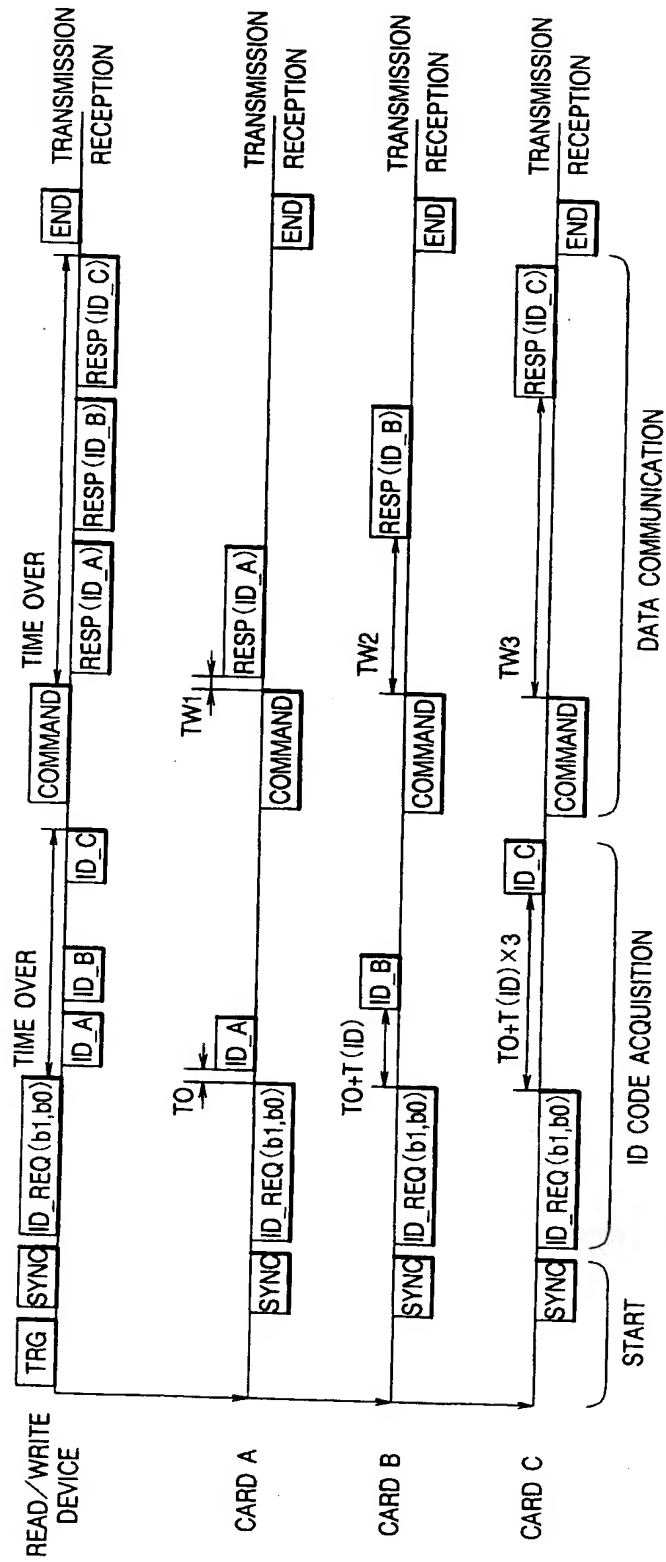 READ/WRITE
DEVICE
TRG
SYNC
ID_REQ(b1,b0)
TIME OVER
ID_A
ID_B
ID_C
COMMAND
TIME OVER
RESP(ID_A)
RESP(ID_B)
RESP(ID_C)
END
TRANSMISSION
RECEPTION
CARD A
SYNC
ID_REQ(b1,b0)
TO
ID_A
COMMAND
TW1
RESP(ID_A)
END
TRANSMISSION
RECEPTION
CARD B
SYNC
ID_REQ(b1,b0)
TO+T(ID)
ID_B
COMMAND
TW2
RESP(ID_B)
END
TRANSMISSION
RECEPTION
CARD C
SYNC
ID_REQ(b1,b0)
TO+T(ID)×3
ID_C
COMMAND
TW3
RESP(ID_C)
END
TRANSMISSION
RECEPTION
START
ID CODE ACQUISITION
DATA COMMUNICATION